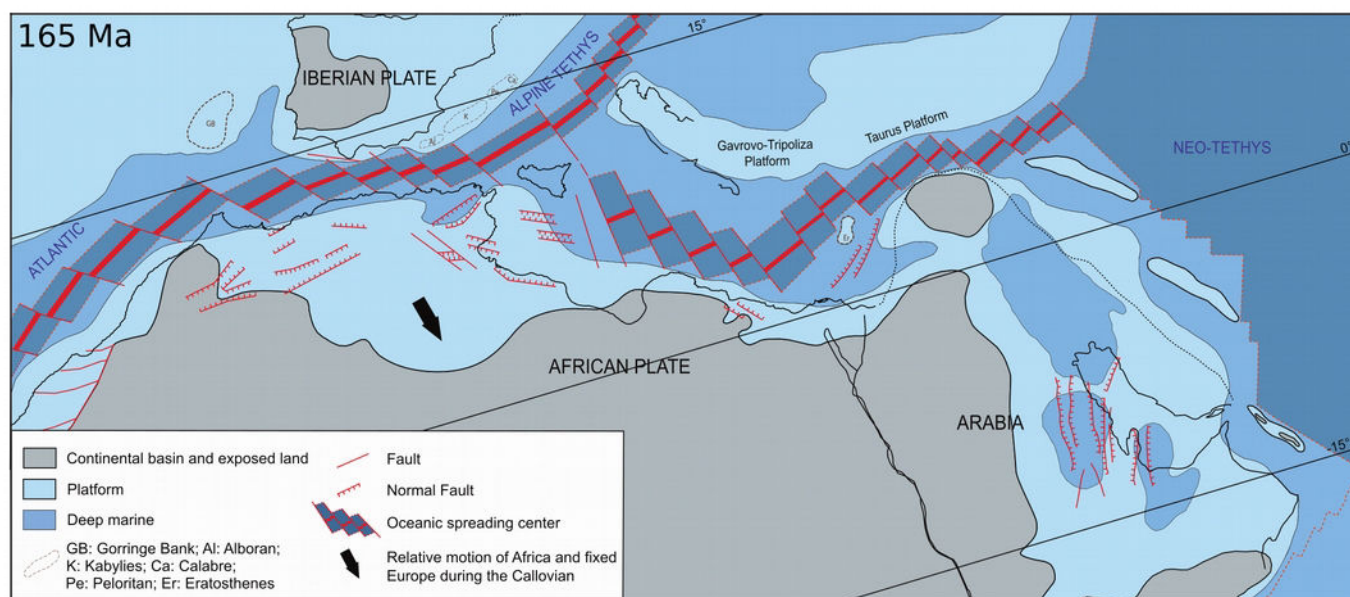 165 Ma
15°
IBERIAN PLATE
ALPINE TETHYS
GB
Ca
K
Al
Taurus Platform
Gavrovo-Tripoliza
Platform
NEO-TETHYS
0°
Er
ATLANTIC
AFRICAN PLATE
ARABIA
-15°
Continental basin and exposed land
Platform
Deep marine
GB: Gorringe Bank; Al: Alboran;
K: Kabylies; Ca: Calabre;
Pe: Peloritan; Er: Eratosthenes
Fault
Normal Fault
Oceanic spreading center
Relative motion of Africa and fixed
Europe during the Callovian